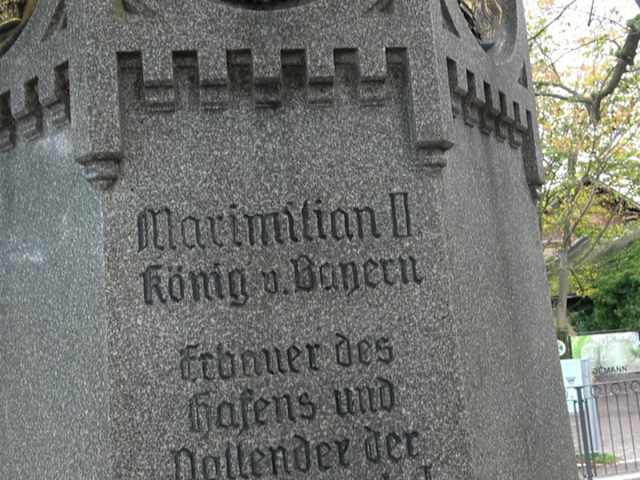 Maximilian II.
König v. Bayern
Erbauer des
Hafens und
Vollender der